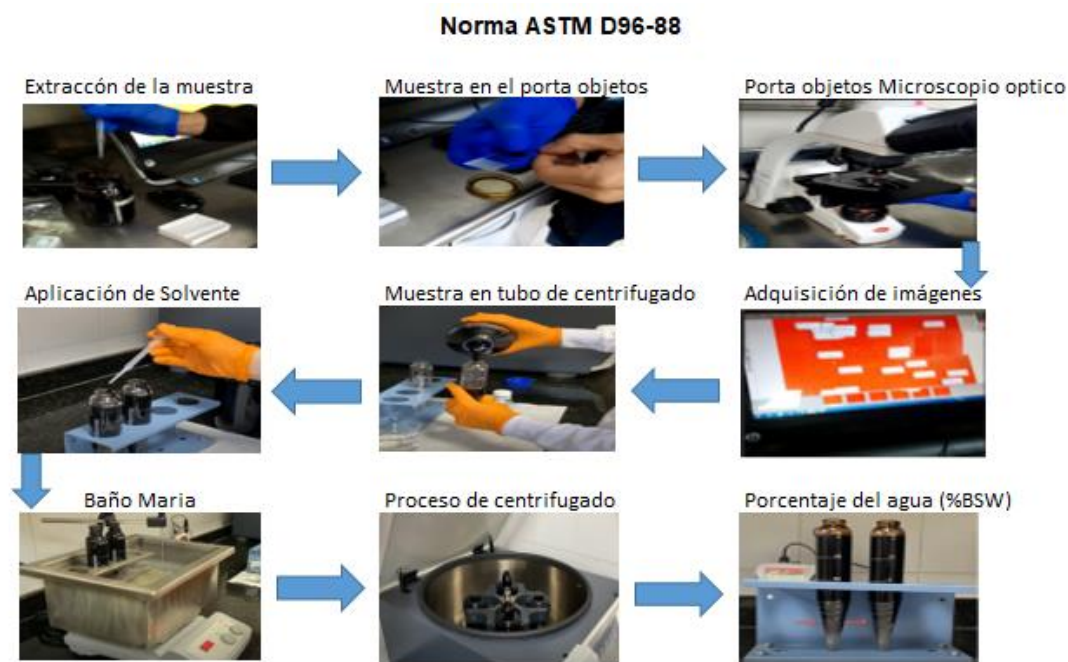 Norma ASTM D96-88
Extraccón de la muestra
Muestra en el porta objetos
Porta objetos Microscopio optico
Adquisición de imágenes
Muestra en tubo de centrifugado
Aplicación de Solvente
Baño Maria
Proceso de centrifugado
Porcentaje del agua (%BSW)